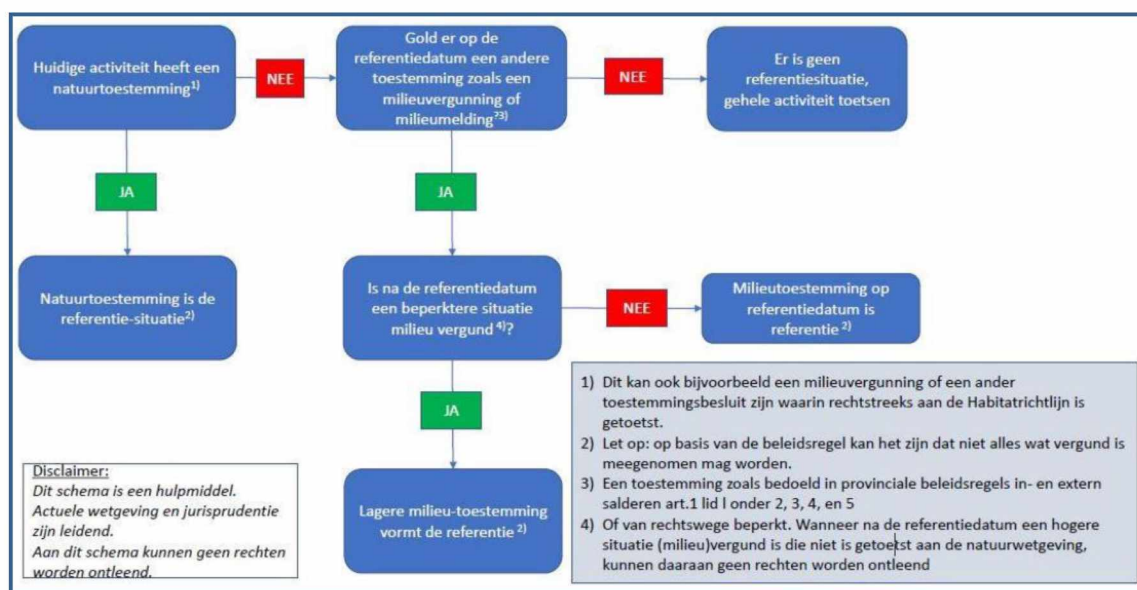 Huidige activiteit heeft een
natuurtoestemming1)
NEE
Gold er op de
referentiedatum een andere
toestemming zoals een
milieuvergunning of
milieumelding?3)
NEE
Er is geen
referentiesituatie,
gehele activiteit toetsen
JA
JA
Natuurtoestemming is de
referentie-situatie2)
Is na de referentiedatum
een beperktere situatie
milieu vergund 4)?
NEE
Milieutoestemming op
referentiedatum is
referentie 2)
JA
Lagere milieu-toestemming
vormt de referentie 2)
Disclaimer:
Dit schema is een hulpmiddel.
Actuele wetgeving en jurisprudentie
zijn leidend.
Aan dit schema kunnen geen rechten
worden ontleend.
1) Dit kan ook bijvoorbeeld een milieuvergunning of een ander
toestemmingsbesluit zijn waarin rechtstreeks aan de Habitatrichtlijn is
getoetst.
2) Let op: op basis van de beleidsregel kan het zijn dat niet alles wat vergund is
meegenomen mag worden.
3) Een toestemming zoals bedoeld in provinciale beleidsregels in- en extern
salderen art.1 lid l onder 2, 3, 4, en 5
4) Of van rechtswege beperkt. Wanneer na de referentiedatum een hogere
situatie (milieu)vergund is die niet is getoetst aan de natuurwetgeving,
kunnen daaraan geen rechten worden ontleend